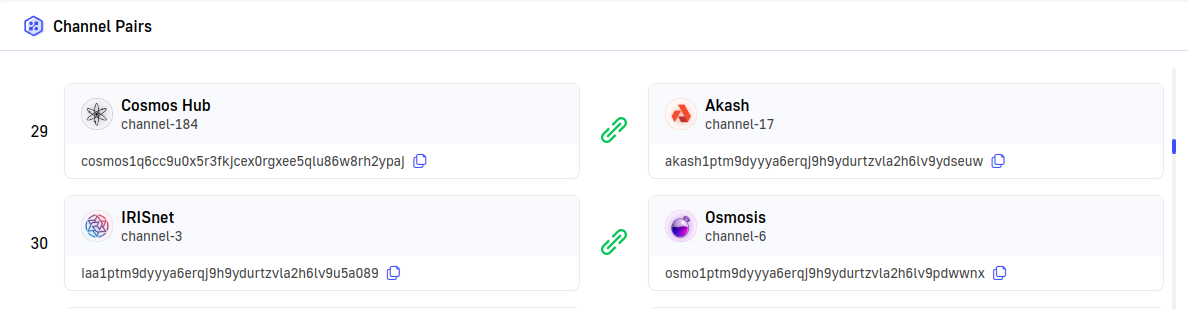 Channel Pairs
29
Cosmos Hub
channel-184
cosmos1q6cc9u0x5r3fkjcex0rgxee5qlu86w8rh2ypaj
Akash
channel-17
akash1ptm9dyyya6erqj9h9ydurtzvla2h6lv9ydseuw
30
IRISnet
channel-3
iaa1ptm9dyyya6erqj9h9ydurtzvla2h6lv9u5a089
Osmosis
channel-6
osmo1ptm9dyyya6erqj9h9ydurtzvla2h6lv9pdwwnx